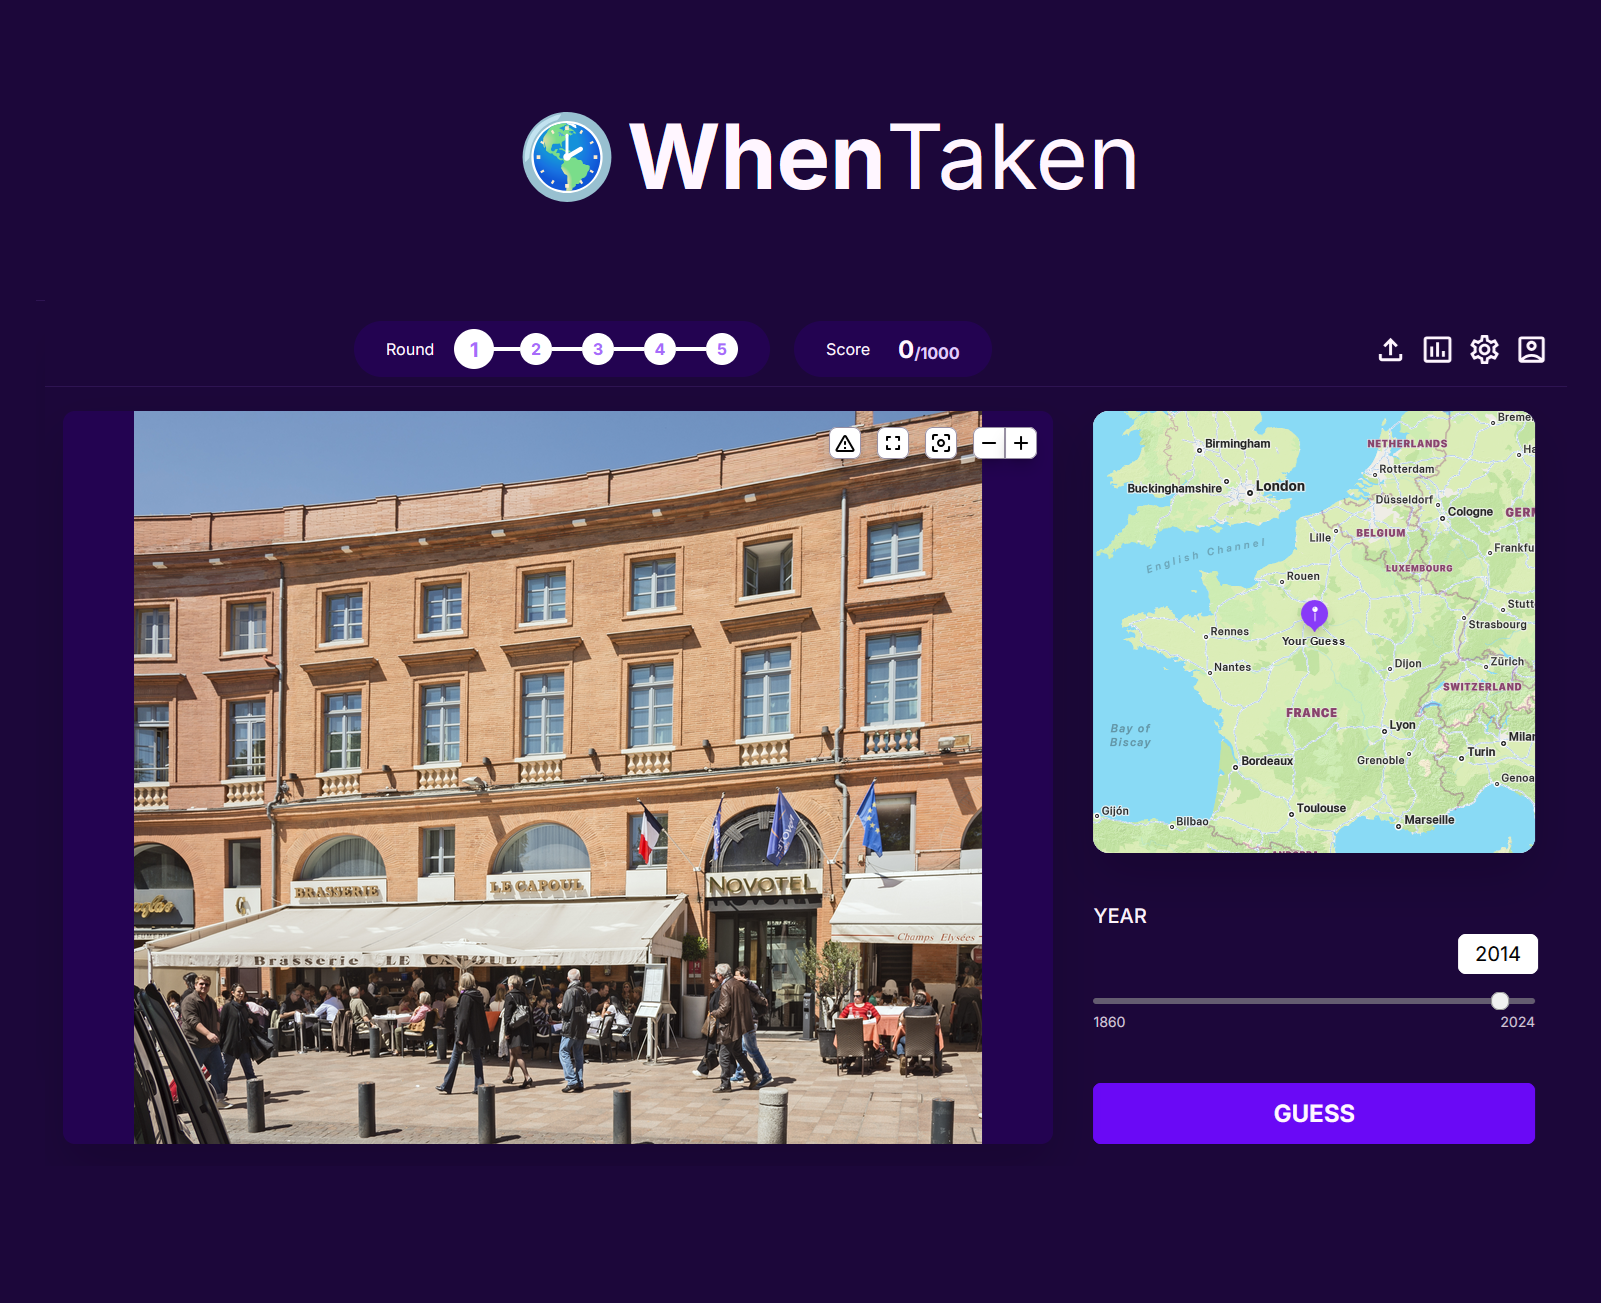 WhenTaken
Round 1 2 3 4 5
Score 0/1000
BRASSERIE
LE CAPOUL
NOVOTEL
Champs Elysées
Brasserie LE CAPOUL
Breme
Birmingham
NETHERLANDS
Rotterdam
Buckinghamshire
London
Düsseldorf
Cologne
GERM
English Channel
Lille
BELGIUM
Frankfu
LUXEMBOURG
Rouen
Stutt
Strasbourg
Your Guess
Rennes
Nantes
Dijon
Zürich
SWITZERLAND
FRANCE
Bay of
Biscay
Lyon
Milan
Turin
Bordeaux
Grenoble
Genoa
Gijón
Toulouse
Bilbao
Marseille
YEAR
2014
1860
2024
GUESS